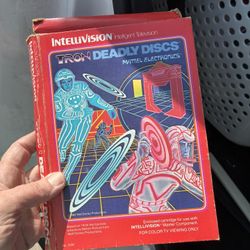 INTELLIVISION Intelligent Television
TRON DEADLY DISCS
MATTEL ELECTRONICS
Enclosed cartridge for use with
INTELLIVISION Master Component
FOR COLOR TV VIEWING ONLY